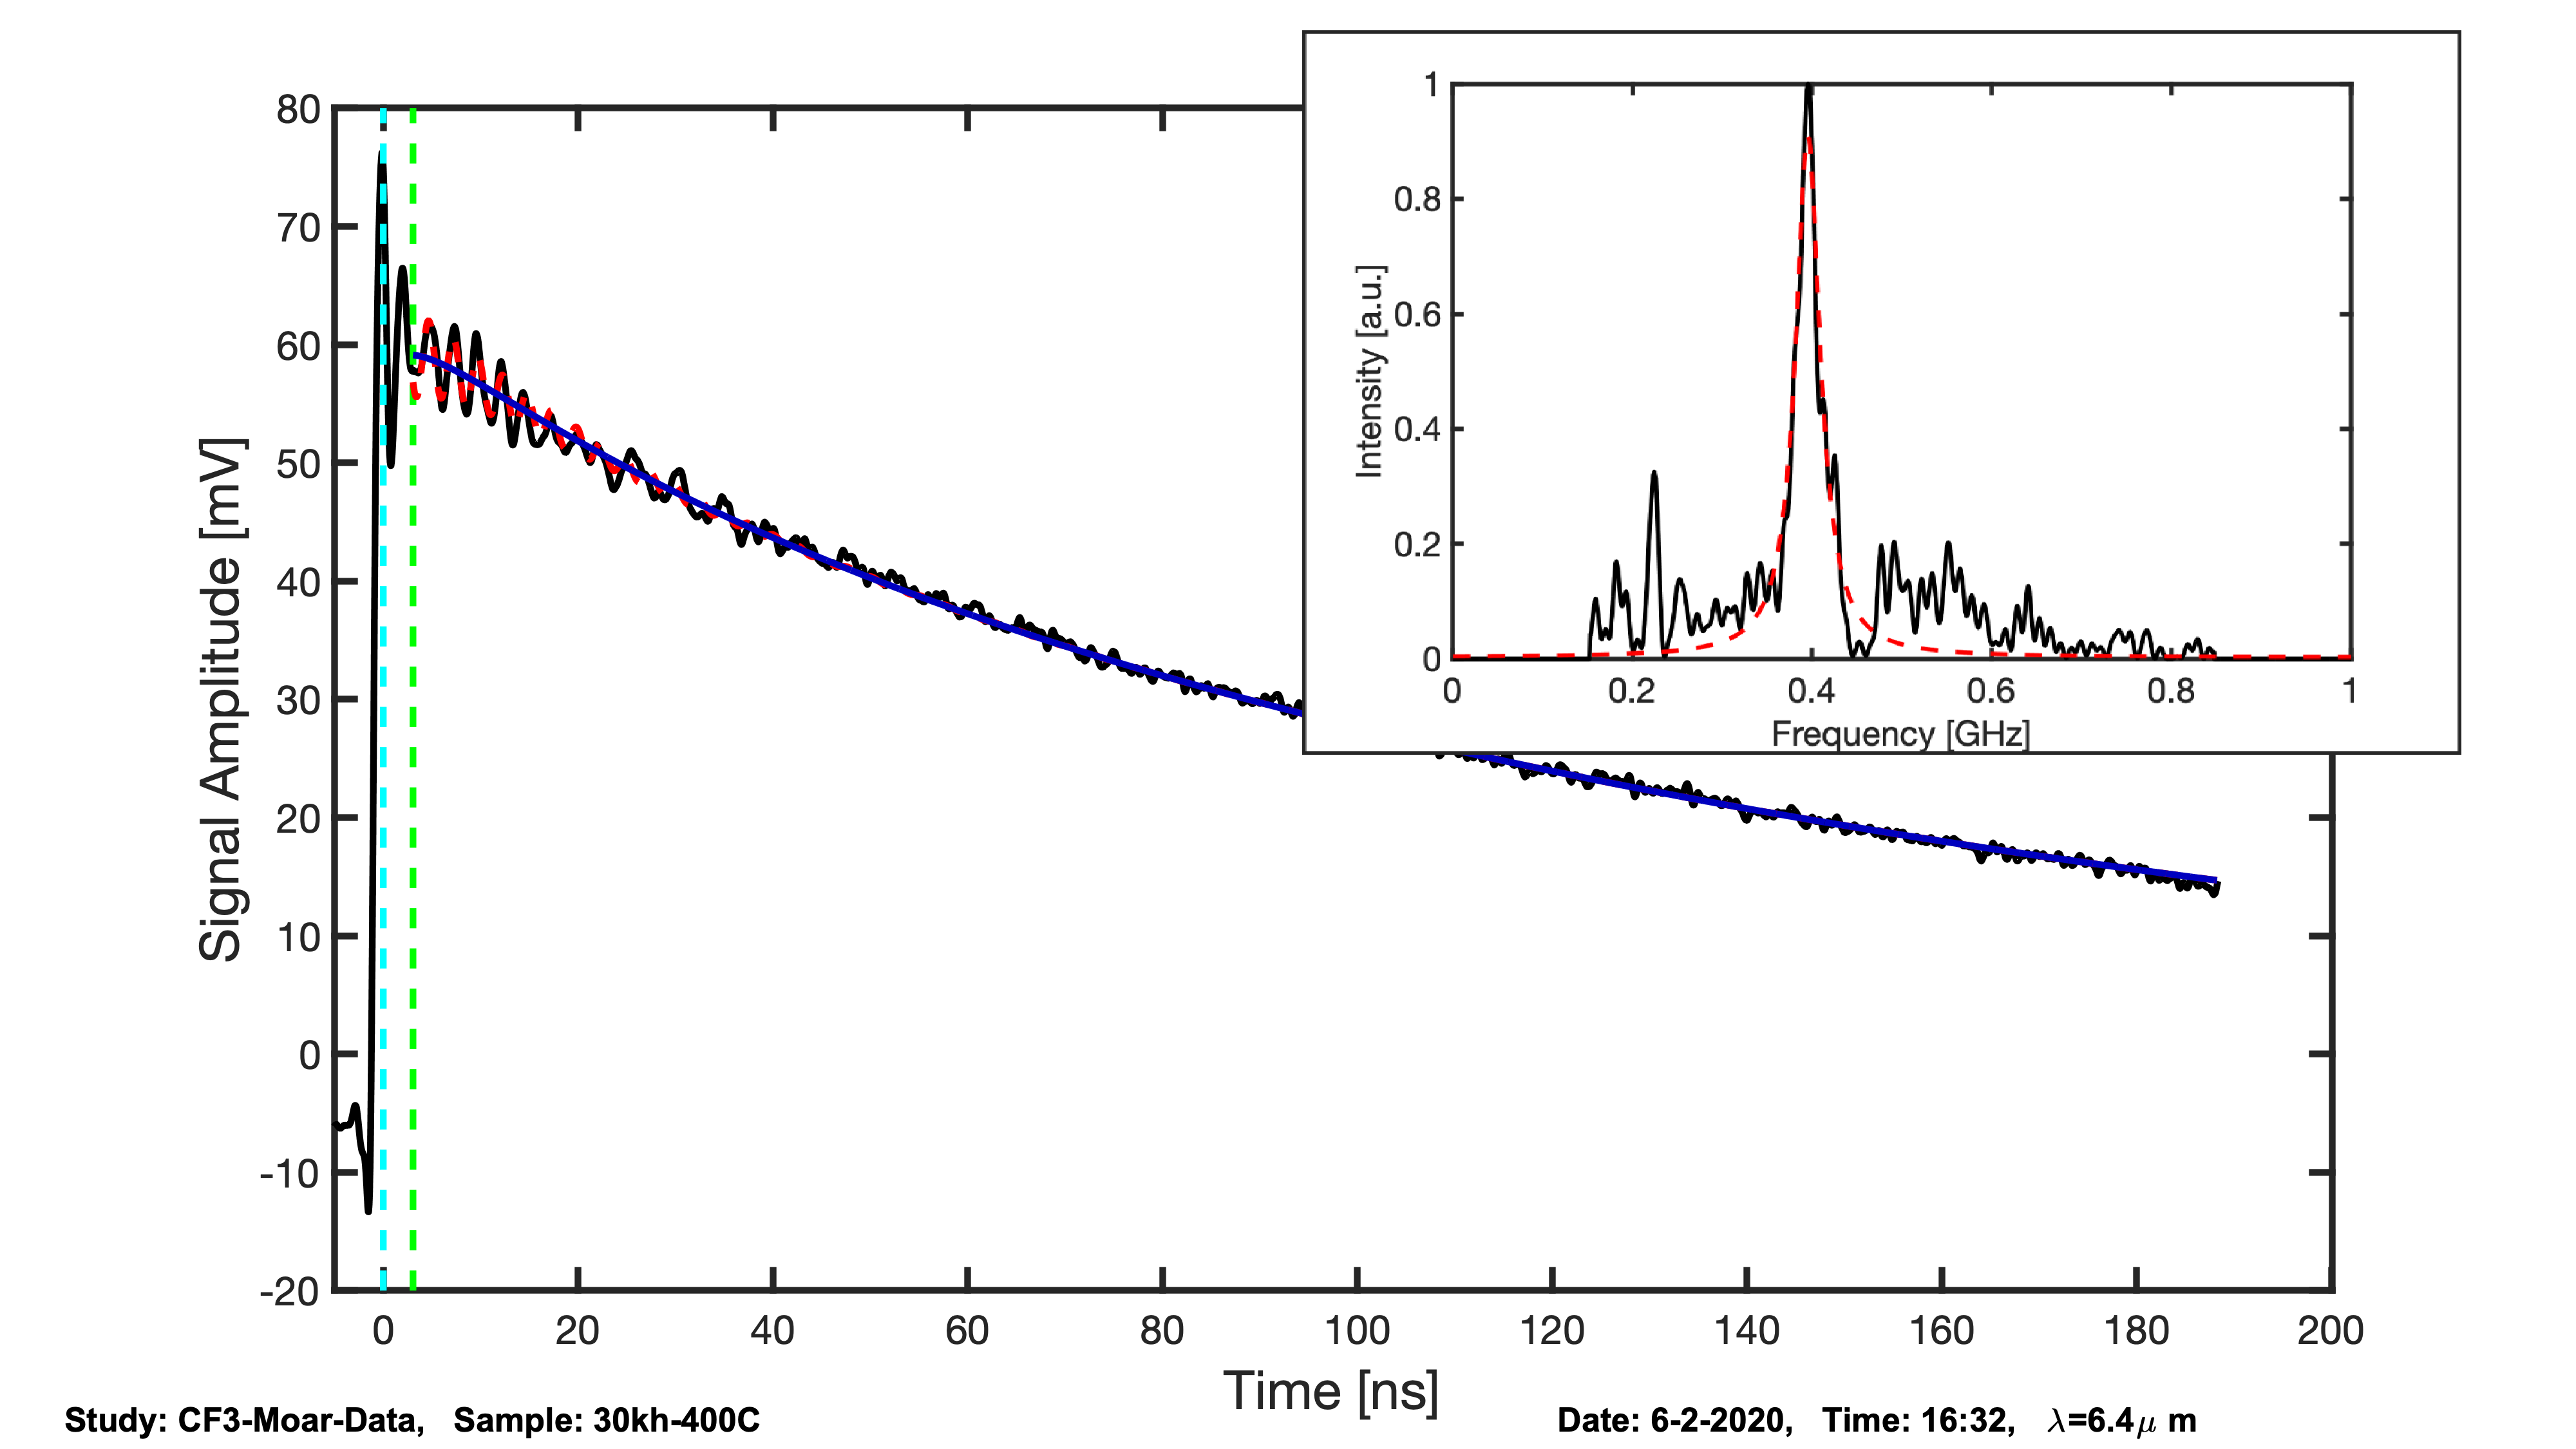 80
70
60
50
40
30
20
10
0
-10
-20
Signal Amplitude [mV]
0 20 40 60 80 100 120 140 160 180 200
Time [ns]
1
0.8
0.6
0.4
0.2
0
Intensity [a.u.]
0 0.2 0.4 0.6 0.8 1
Frequency [GHz]
Study: CF3-Moar-Data, Sample: 30kh-400C
Date: 6-2-2020, Time: 16:32, λ=6.4μ m